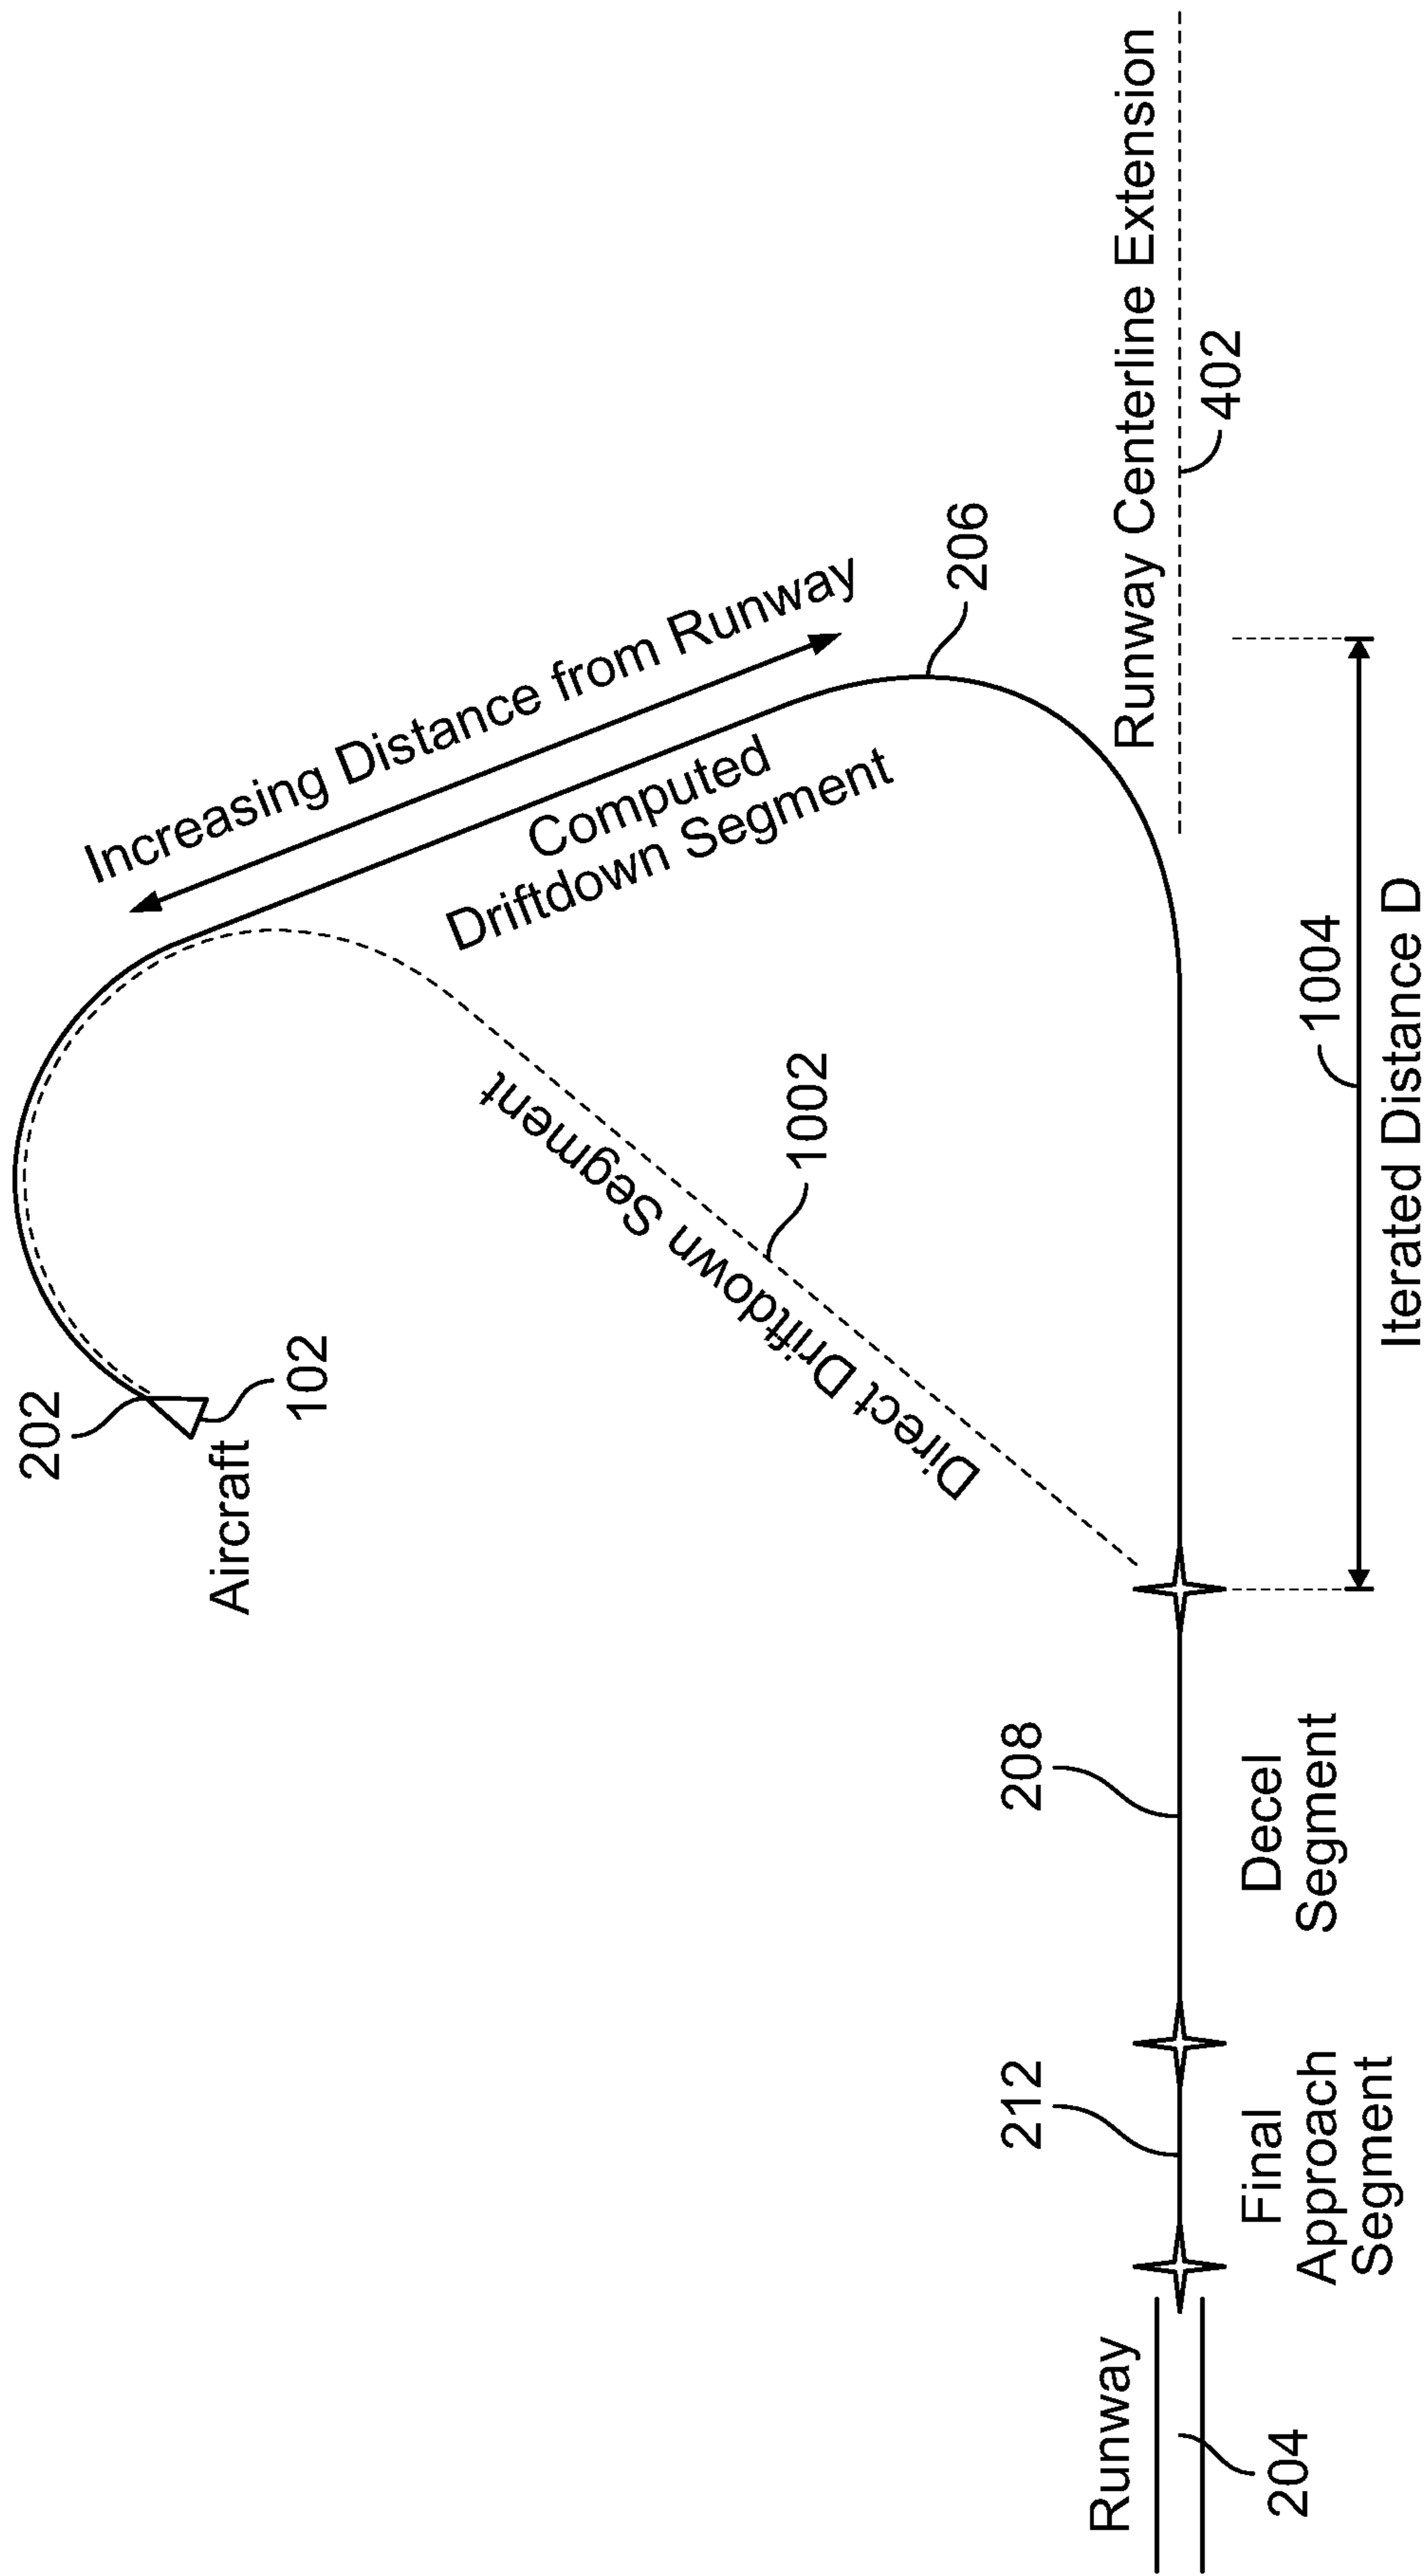 202
Aircraft
102
Increasing Distance from Runway
Computed
Driftdown Segment
206
Direct Driftdown Segment
1002
Runway Centerline Extension
402
1004
Iterated Distance D
208
Decel
Segment
212
Final
Approach
Segment
Runway
204